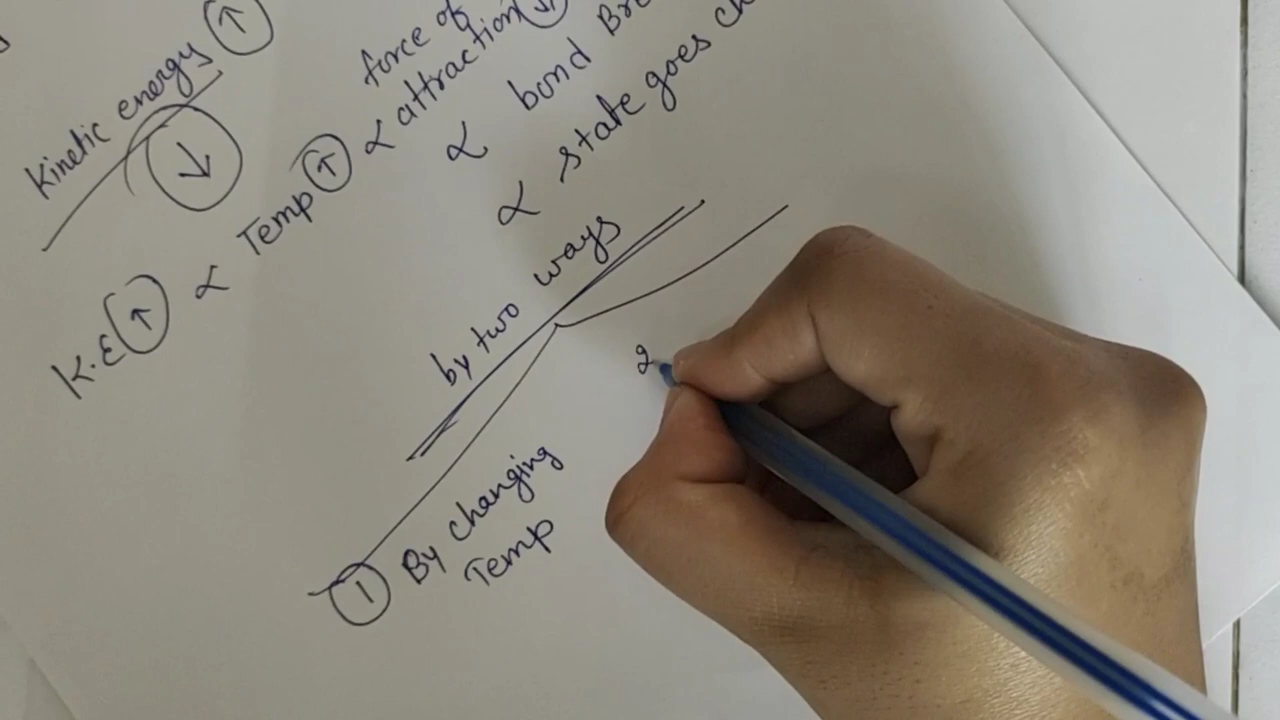 Kinetic energy ↑
↓
K.E ↑ ∝ Temp ↑ ∝ force of attraction ↓
∝ bond
∝ state goes
by two ways
1 By changing
Temp
2